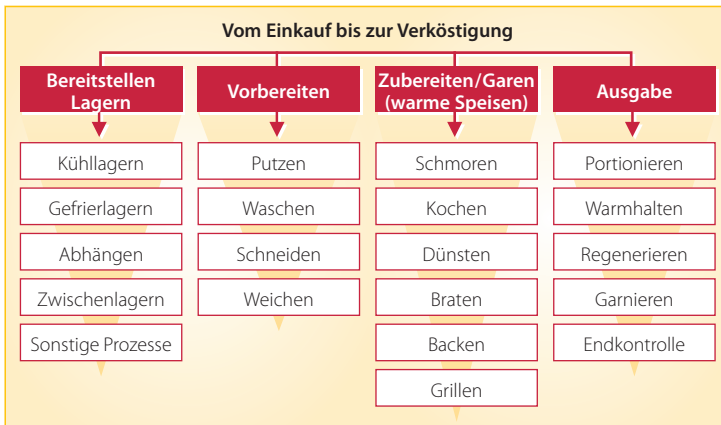 Vom Einkauf bis zur Verköstigung
Bereitstellen
Lagern
Kühllagern
Gefrierlagern
Abhängen
Zwischenlagern
Sonstige Prozesse
Vorbereiten
Putzen
Waschen
Schneiden
Weichen
Zubereiten/Garen
(warme Speisen)
Schmoren
Kochen
Dünsten
Braten
Backen
Grillen
Ausgabe
Portionieren
Warmhalten
Regenerieren
Garnieren
Endkontrolle